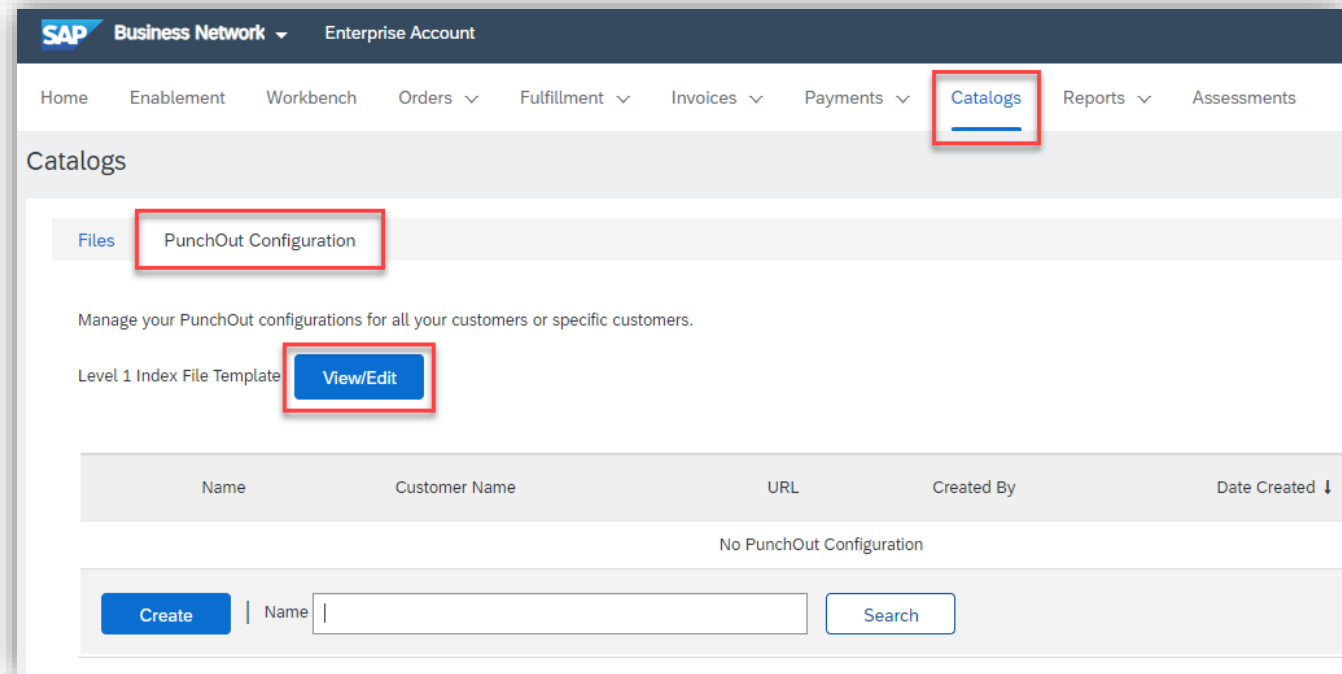 SAP Business Network Enterprise Account
Home Enablement Workbench Orders Fulfillment Invoices Payments Catalogs Reports Assessments
Catalogs
Files PunchOut Configuration
Manage your PunchOut configurations for all your customers or specific customers.
Level 1 Index File Template View/Edit
Name Customer Name URL Created By Date Created ↓
No PunchOut Configuration
Create Name Search